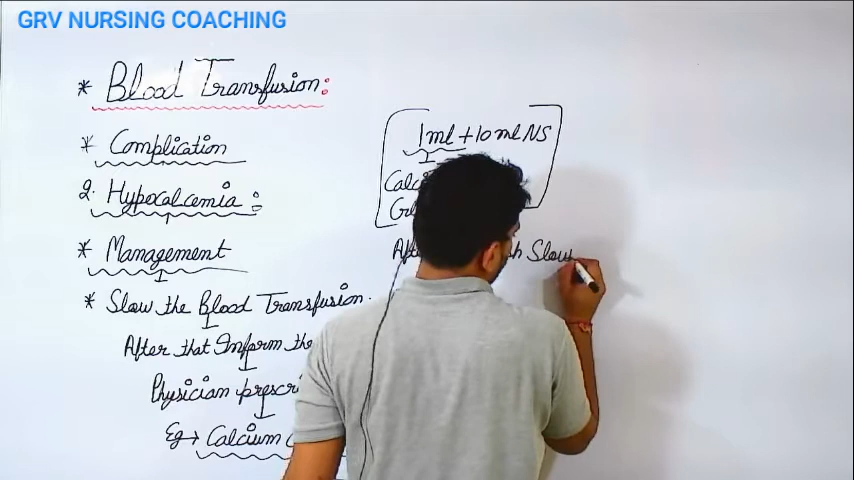 GRV NURSING COACHING
* Blood Transfusion:
* Complication
2. Hypocalcemia :
* Management
* Slow the Blood Transfusion.
After that Inform the
Physician
Eg → Calcium
1ml + 10ml NS
Slow